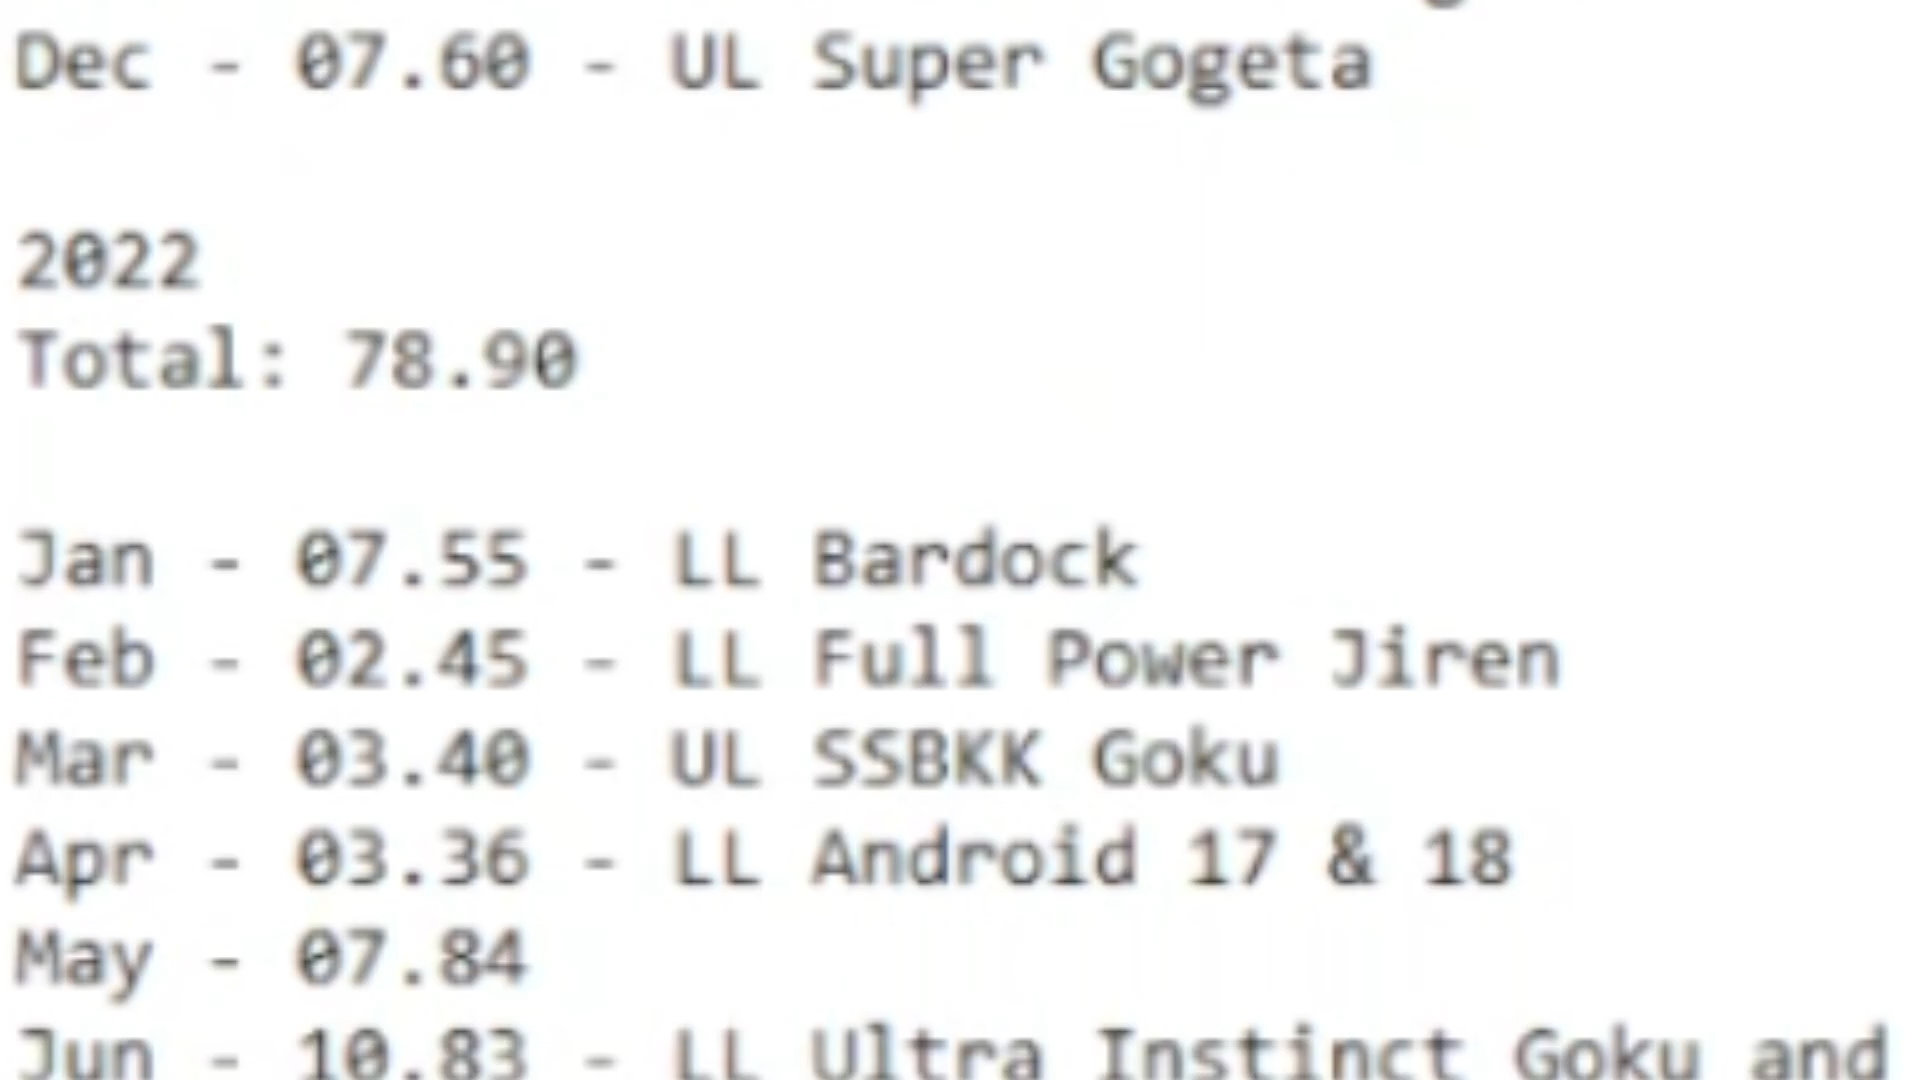 Dec - 07.60 - UL Super Gogeta
2022
Total: 78.90
Jan - 07.55 - LL Bardock
Feb - 02.45 - LL Full Power Jiren
Mar - 03.40 - UL SSBKK Goku
Apr - 03.36 - LL Android 17 & 18
May - 07.84
Jun - 10.83 - LL Ultra Instinct Goku and